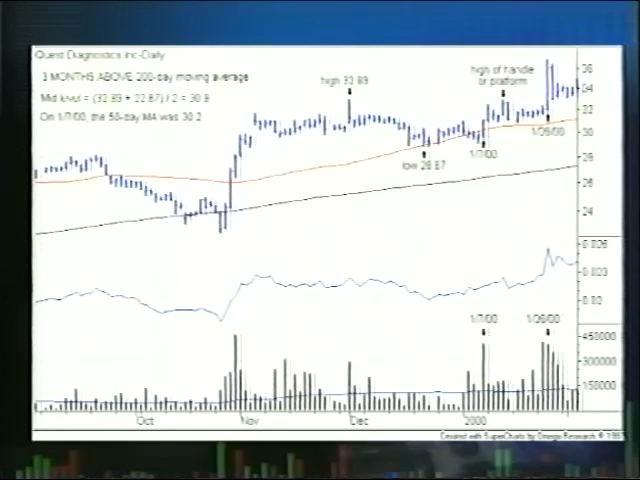 Quest Diagnostics Inc-Daily
3 MONTHS ABOVE 200-day moving average
Mid level = (32.89 + 28.87) / 2 = 30.9
On 1/7/00, the 50-day MA was 30.2
high 32.89
high of handle
or platform
low 28.87
1/7/00
1/26/00
36
34
32
30
28
26
24
0.026
0.023
0.02
1/7/00
1/26/00
450000
300000
150000
Oct
Nov
Dec
2000
Created with SuperCharts by Omega Research ©